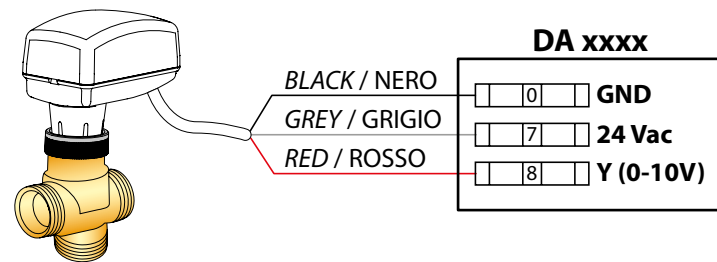 DA xxxx
BLACK / NERO
0 GND
GREY / GRIGIO
7 24 Vac
RED / ROSSO
8 Y (0-10V)